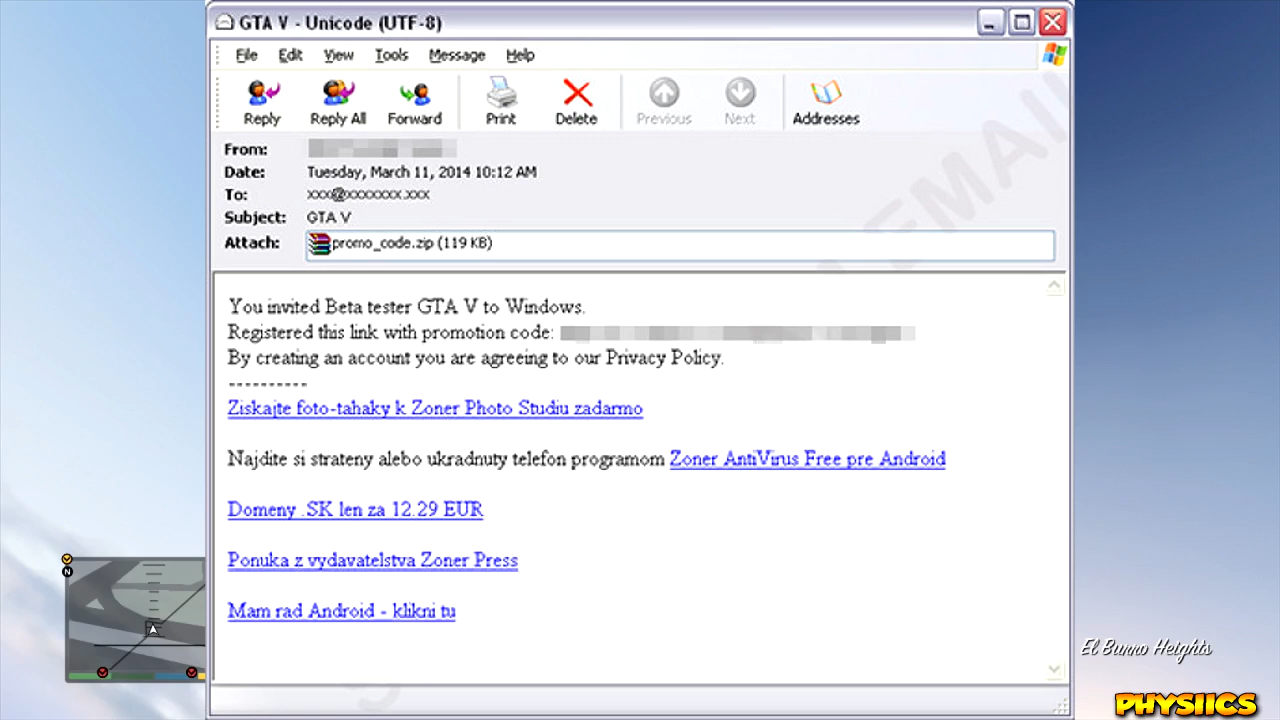 GTA V - Unicode (UTF-8)
File Edit View Tools Message Help
Reply Reply All Forward Print Delete Previous Next Addresses
From:
Date: Tuesday, March 11, 2014 10:12 AM
To: xxx@xxxxxxx.xxx
Subject: GTA V
Attach: promo_code.zip (119 KB)
You invited Beta tester GTA V to Windows.
Registered this link with promotion code:
By creating an account you are agreeing to our Privacy Policy.
----------
Ziskajte foto-tahaky k Zoner Photo Studiu zadarmo
Najdite si strateny alebo ukradnuty telefon programom Zoner AntiVirus Free pre Android
Domeny .SK len za 12.29 EUR
Ponuka z vydavatelstva Zoner Press
Mam rad Android - klikni tu
N
El Burro Heights
PHYSIICS